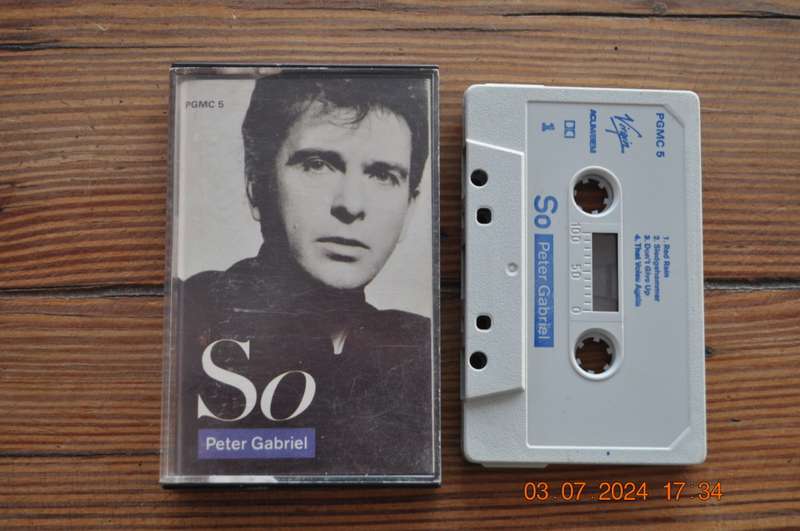 PGMC 5
So
Peter Gabriel
PGMC 5
Virgin
1
1. Red Rain
2. Sledgehammer
3. Don't Give Up
4. That Voice Again
So Peter Gabriel
100 50 0
03.07.2024 17:34